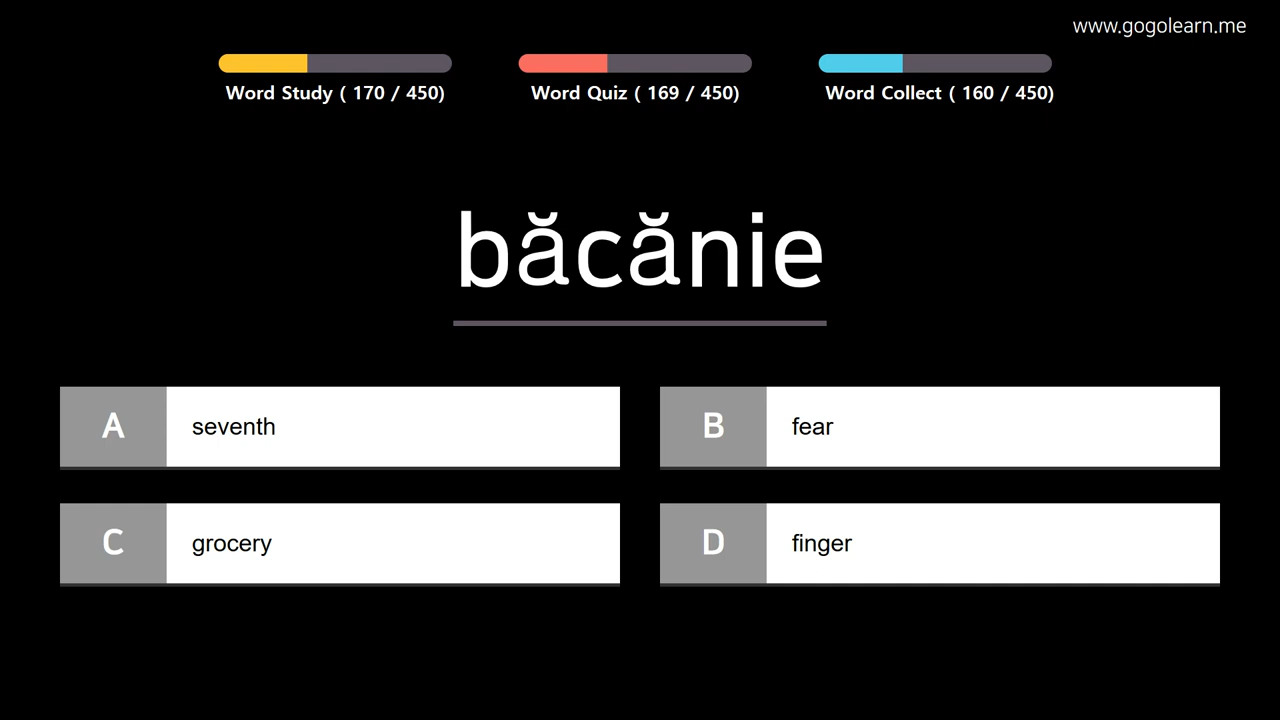 www.gogolearn.me
Word Study ( 170 / 450)
Word Quiz ( 169 / 450)
Word Collect ( 160 / 450)
băcănie
A seventh
B fear
C grocery
D finger